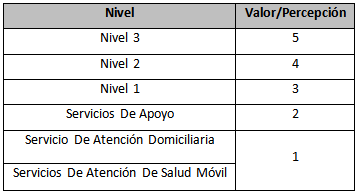 Nivel Valor/Percepción
Nivel 3 5
Nivel 2 4
Nivel 1 3
Servicios De Apoyo 2
Servicio De Atención Domiciliaria
1
Servicios De Atención De Salud Móvil